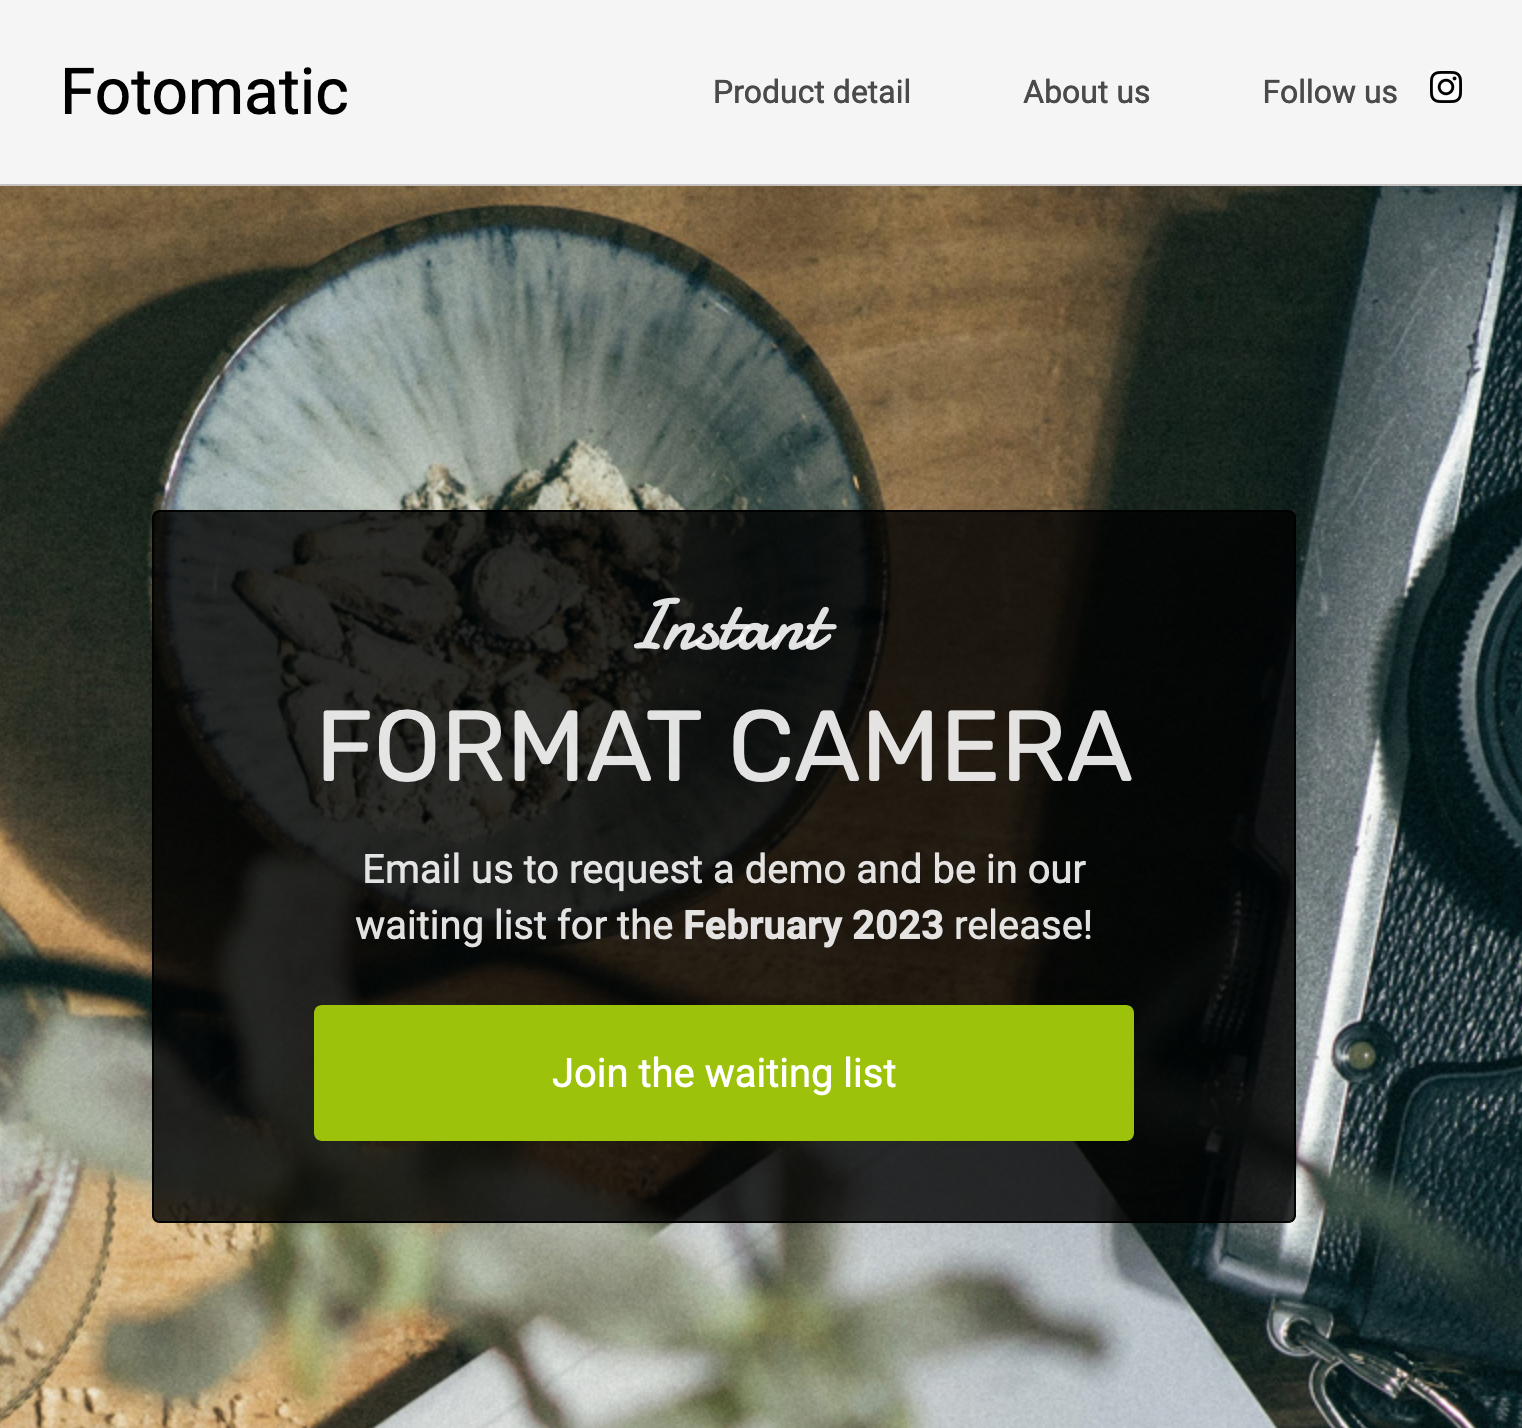 Fotomatic
Product detail
About us
Follow us
Instant
FORMAT CAMERA
Email us to request a demo and be in our
waiting list for the February 2023 release!
Join the waiting list